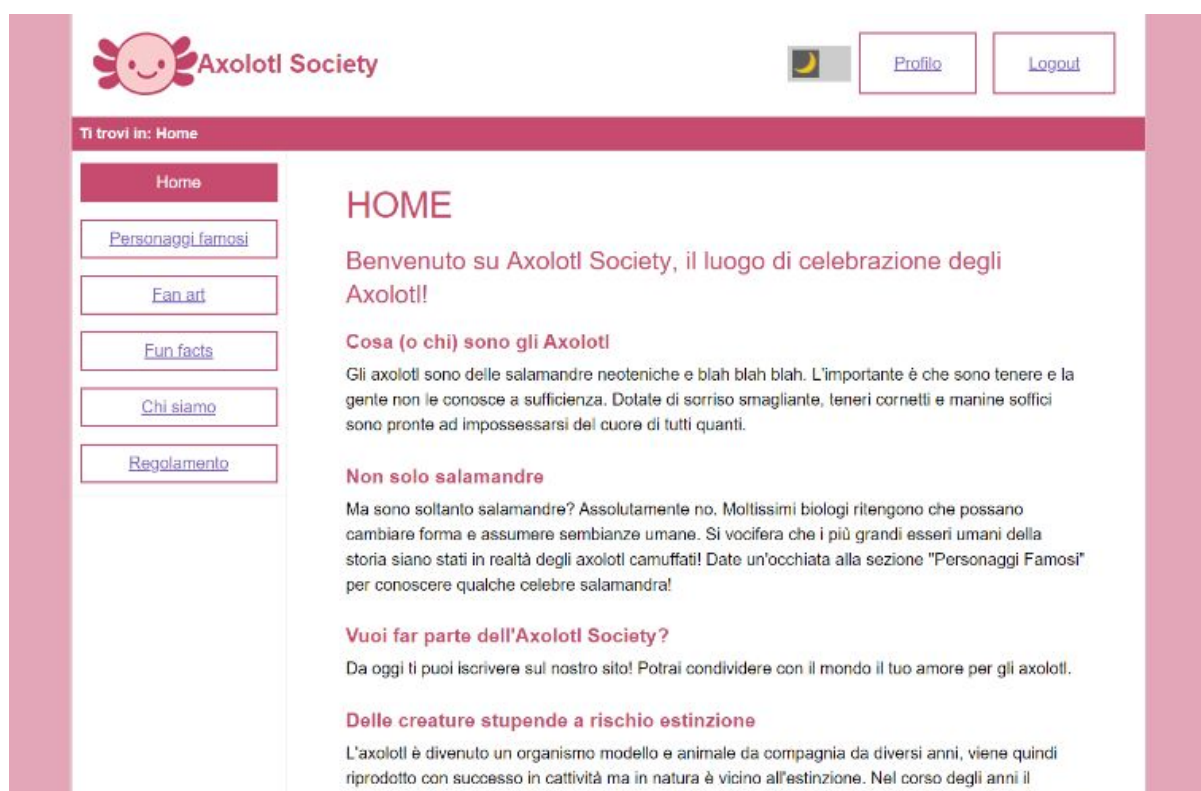 Axolotl Society
Profilo
Logout
Ti trovi in: Home
Home
Personaggi famosi
Fan art
Fun facts
Chi siamo
Regolamento
HOME
Benvenuto su Axolotl Society, il luogo di celebrazione degli
Axolotl!
Cosa (o chi) sono gli Axolotl
Gli axolotl sono delle salamandre neoteniche e blah blah blah. L'importante è che sono tenere e la
gente non le conosce a sufficienza. Dotate di sorriso smagliante, teneri cornetti e manine soffici
sono pronte ad impossessarsi del cuore di tutti quanti.
Non solo salamandre
Ma sono soltanto salamandre? Assolutamente no. Moltissimi biologi ritengono che possano
cambiare forma e assumere sembianze umane. Si vocifera che i più grandi esseri umani della
storia siano stati in realtà degli axolotl camuffati! Date un'occhiata alla sezione "Personaggi Famosi"
per conoscere qualche celebre salamandra!
Vuoi far parte dell'Axolotl Society?
Da oggi ti puoi iscrivere sul nostro sito! Potrai condividere con il mondo il tuo amore per gli axolotl.
Delle creature stupende a rischio estinzione
L'axolotl è divenuto un organismo modello e animale da compagnia da diversi anni, viene quindi
riprodotto con successo in cattività ma in natura è vicino all'estinzione. Nel corso degli anni il